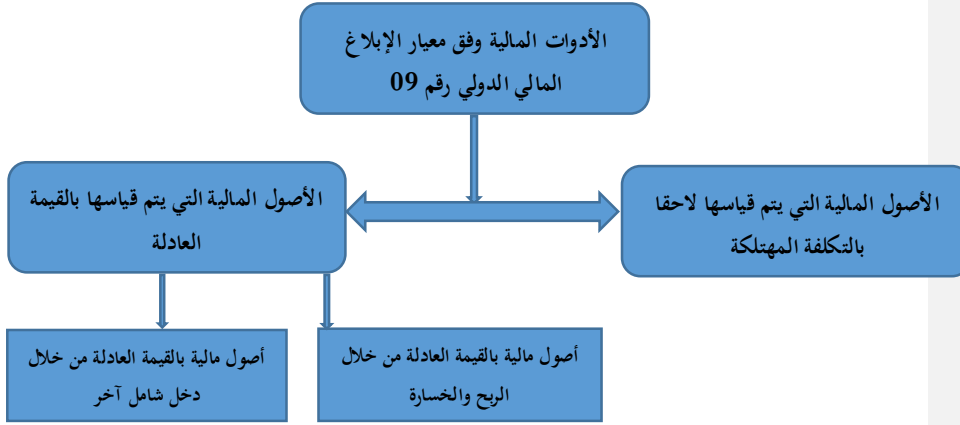 الأدوات المالية وفق معيار الإبلاغ
المالي الدولي رقم 09
الأصول المالية التي يتم قياسها لاحقا
بالتكلفة المهتلكة
الأصول المالية التي يتم قياسها بالقيمة
العادلة
أصول مالية بالقيمة العادلة من خلال
الربح والخسارة
أصول مالية بالقيمة العادلة من خلال
دخل شامل آخر